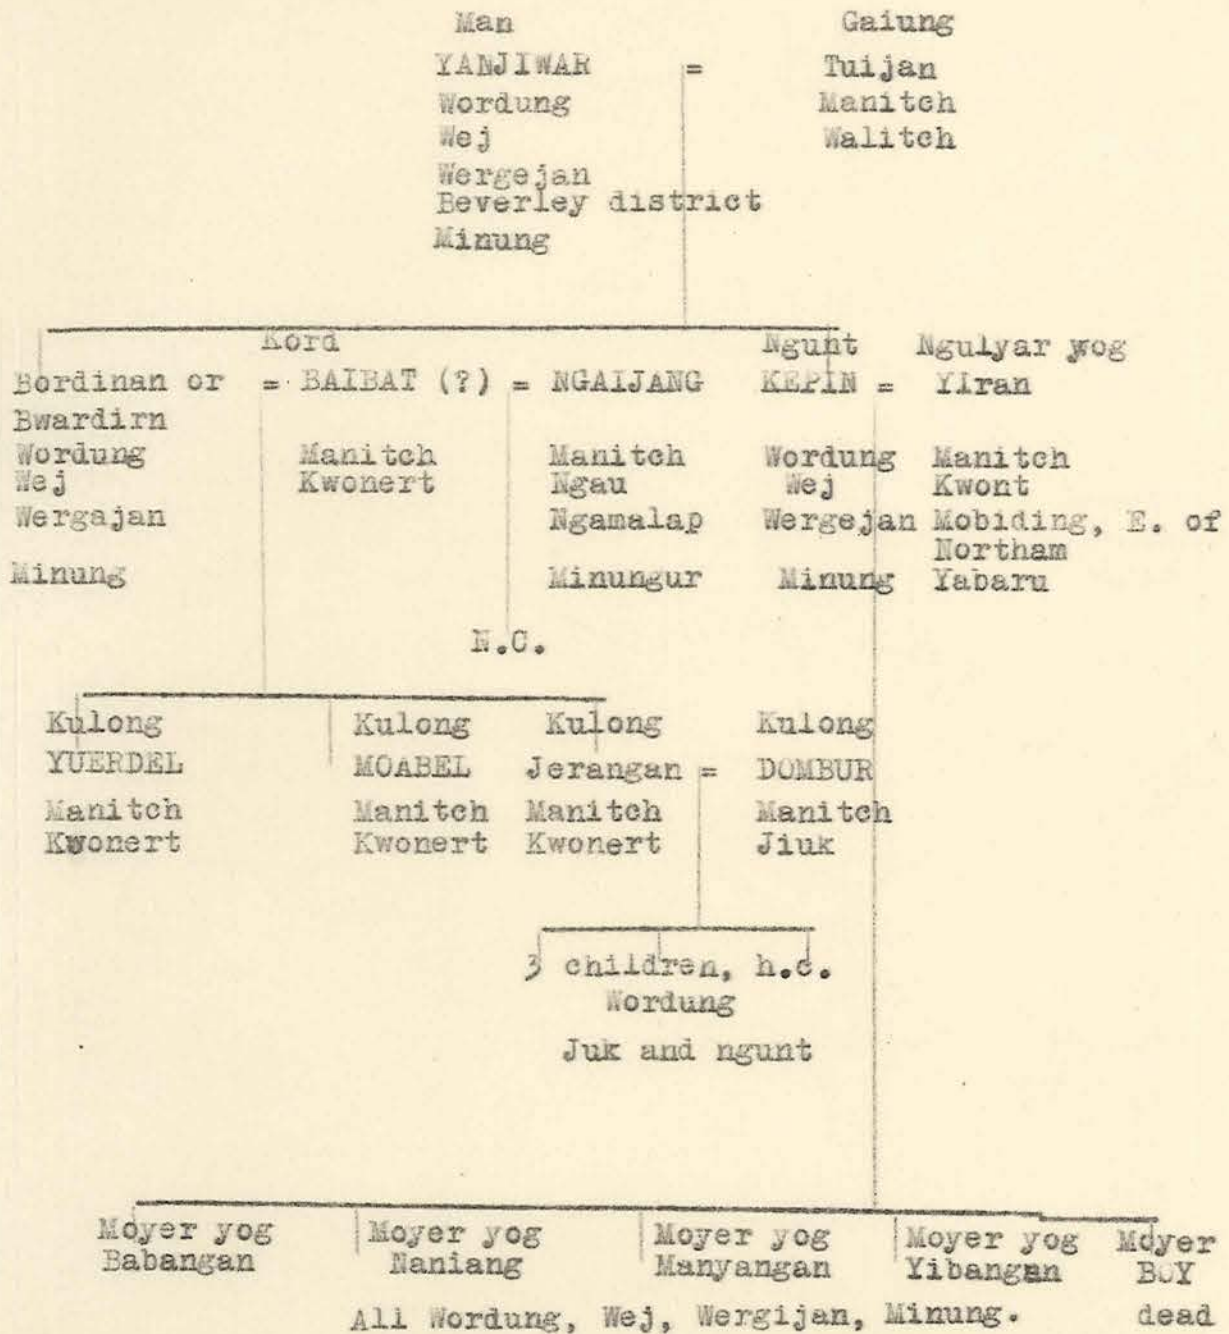 Man Gaiung
YANJIWAR = Tuijan
Wordung Manitch
Wej Walitch
Wergejan
Beverley district
Minung
Kord Ngunt Ngulyar yog
Bordinan or = BAIBAT (?) = NGAIJANG KEPIN = YIran
Bwardirn
Wordung Manitch Manitch Wordung Manitch
Wej Kwonert Ngau Wej Kwont
Wergajan Ngamalap Wergejan Mobiding, E. of
Northam
Minung Minungur Minung Yabaru
N.C.
Kulong Kulong Kulong Kulong
YUERDEL MOABEL Jerangan = DOMBUR
Manitch Manitch Manitch Manitch
Kwonert Kwonert Kwonert Jiuk
3 children, h.c.
Wordung
Juk and ngunt
Moyer yog Moyer yog Moyer yog Moyer yog Moyer
Babangan Naniang Manyangan Yibangan BOY
All Wordung, Wej, Wergijan, Minung. dead